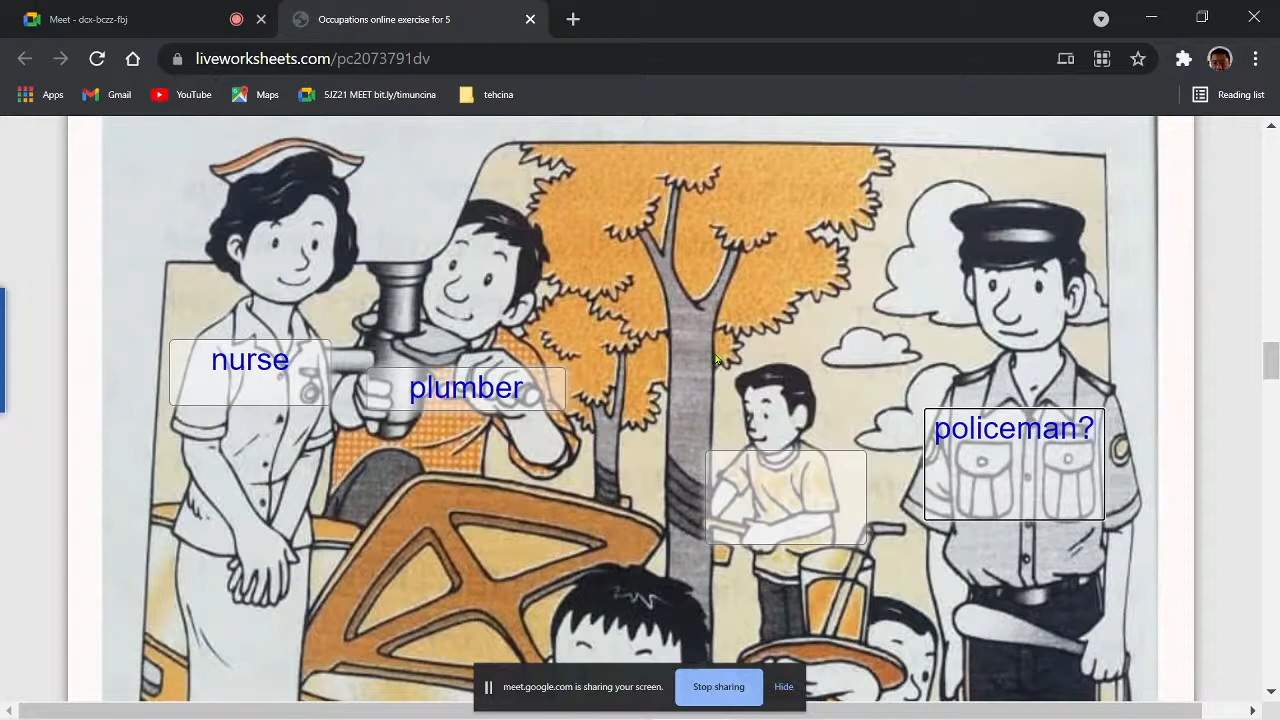 Meet - dcx-bczz-fbj
Occupations online exercise for 5
liveworksheets.com/pc2073791dv
Apps
Gmail
YouTube
Maps
5JZ21 MEET bit.ly/timuncina
tehcina
Reading list
nurse
plumber
policeman?
meet.google.com is sharing your screen.
Stop sharing
Hide